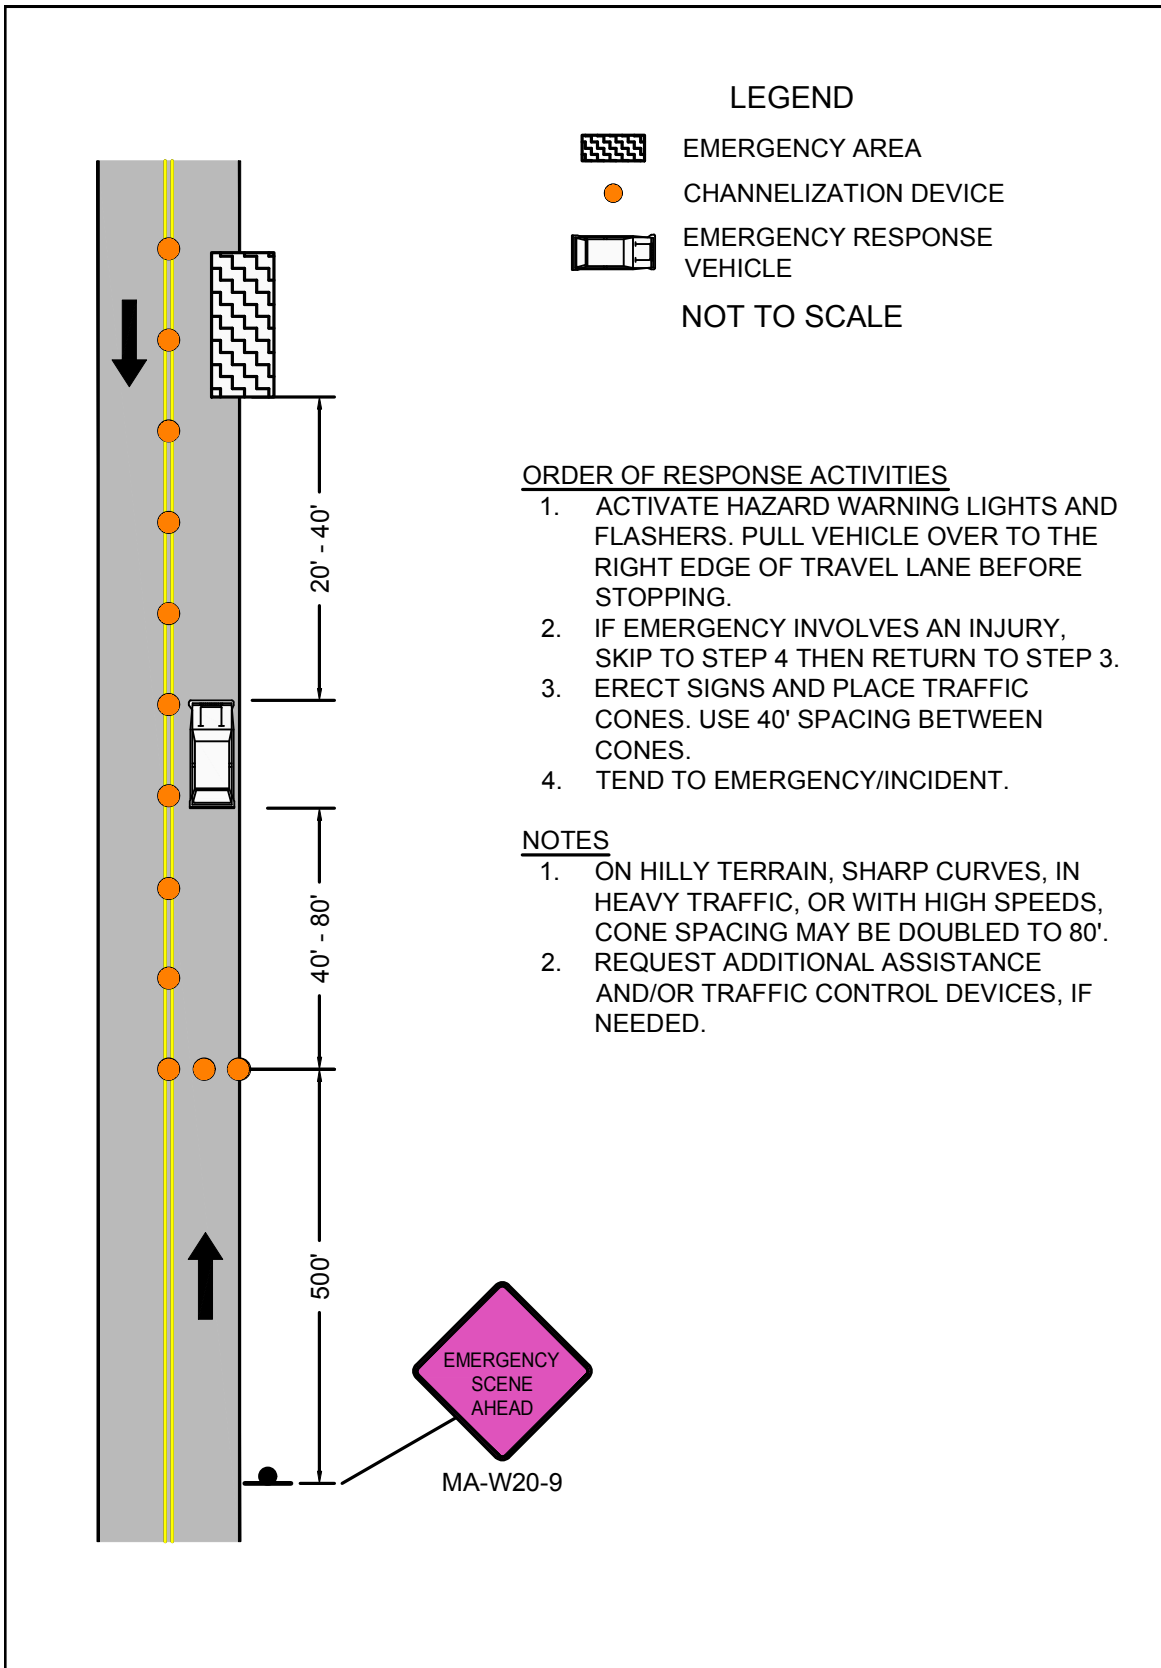 LEGEND
EMERGENCY AREA
CHANNELIZATION DEVICE
EMERGENCY RESPONSE
VEHICLE
NOT TO SCALE
20' - 40'
40' - 80'
500'
ORDER OF RESPONSE ACTIVITIES
1. ACTIVATE HAZARD WARNING LIGHTS AND
FLASHERS. PULL VEHICLE OVER TO THE
RIGHT EDGE OF TRAVEL LANE BEFORE
STOPPING.
2. IF EMERGENCY INVOLVES AN INJURY,
SKIP TO STEP 4 THEN RETURN TO STEP 3.
3. ERECT SIGNS AND PLACE TRAFFIC
CONES. USE 40' SPACING BETWEEN
CONES.
4. TEND TO EMERGENCY/INCIDENT.
NOTES
1. ON HILLY TERRAIN, SHARP CURVES, IN
HEAVY TRAFFIC, OR WITH HIGH SPEEDS,
CONE SPACING MAY BE DOUBLED TO 80'.
2. REQUEST ADDITIONAL ASSISTANCE
AND/OR TRAFFIC CONTROL DEVICES, IF
NEEDED.
EMERGENCY
SCENE
AHEAD
MA-W20-9